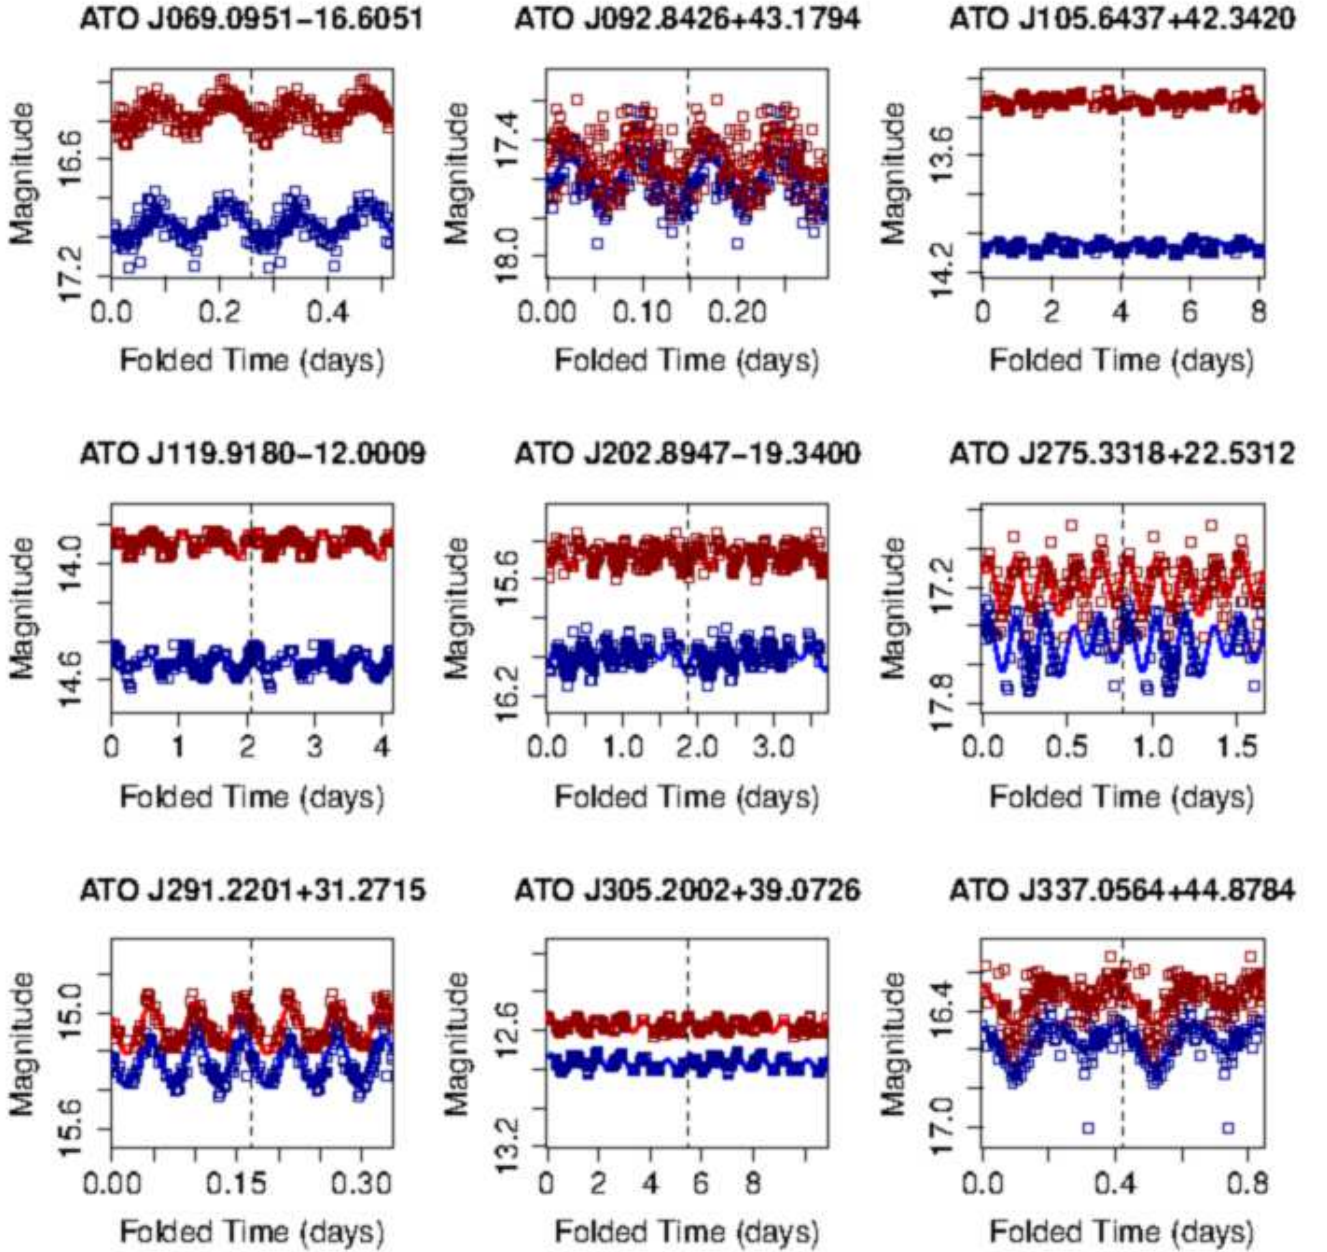 ATO J069.0951−16.6051
Magnitude
16.6
17.2
0.0 0.2 0.4
Folded Time (days)
ATO J092.8426+43.1794
Magnitude
17.4
18.0
0.00 0.10 0.20
Folded Time (days)
ATO J105.6437+42.3420
Magnitude
13.6
14.2
0 2 4 6 8
Folded Time (days)
ATO J119.9180−12.0009
Magnitude
14.0
14.6
0 1 2 3 4
Folded Time (days)
ATO J202.8947−19.3400
Magnitude
15.6
16.2
0.0 1.0 2.0 3.0
Folded Time (days)
ATO J275.3318+22.5312
Magnitude
17.2
17.8
0.0 0.5 1.0 1.5
Folded Time (days)
ATO J291.2201+31.2715
Magnitude
15.0
15.6
0.00 0.15 0.30
Folded Time (days)
ATO J305.2002+39.0726
Magnitude
12.6
13.2
0 2 4 6 8
Folded Time (days)
ATO J337.0564+44.8784
Magnitude
16.4
17.0
0.0 0.4 0.8
Folded Time (days)